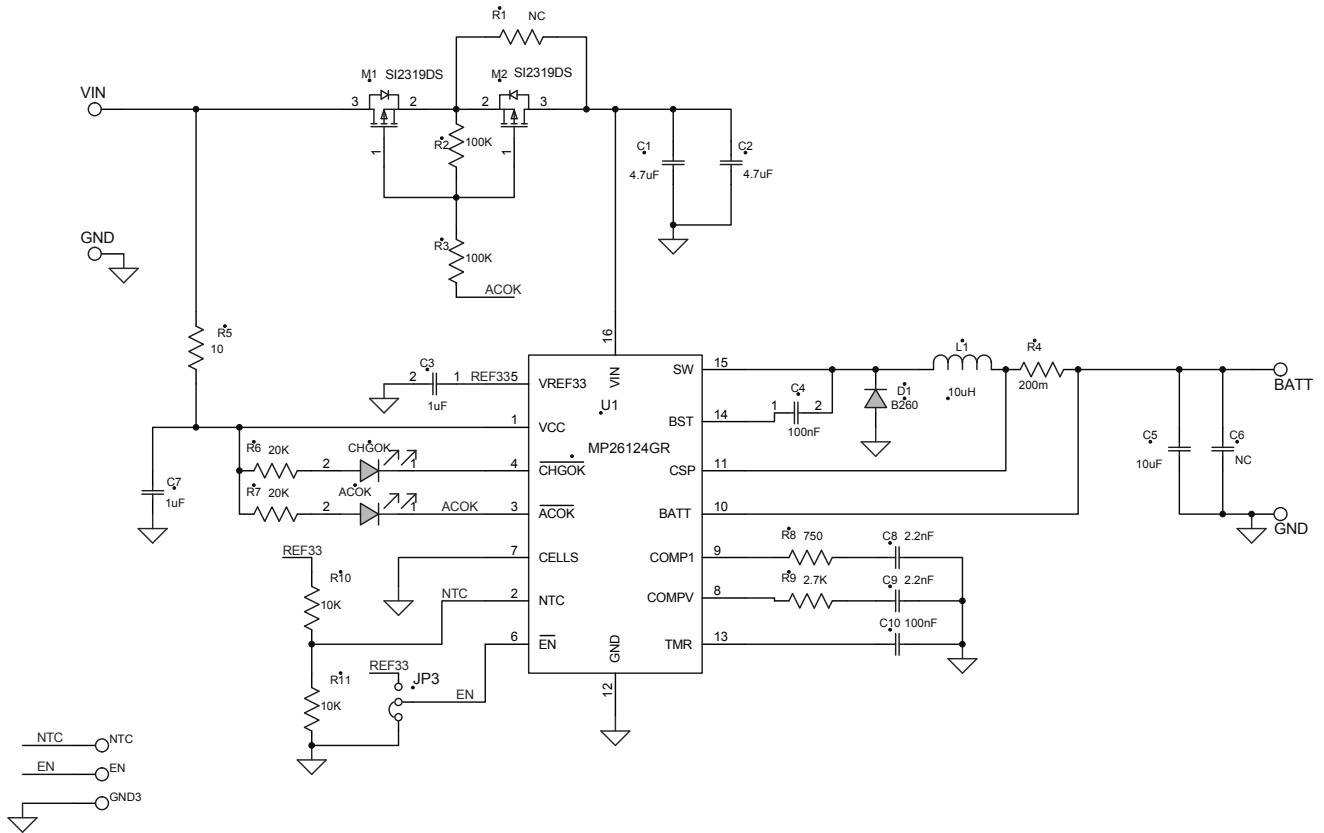 R1 NC
M1 SI2319DS M2 SI2319DS
VIN
3 2 2 3
R2 100K
1 1
C1 4.7uF
C2 4.7uF
GND
R3 100K
ACOK
R5 10
16
C3
2 1 REF33 5 VREF33
1uF
VIN
U1
MP26124GR
SW 15
L1 10uH
R4 200m
BATT
C4
1 2
100nF
D1 B260
BST 14
1 VCC
R6 20K 2 CHGOK 1 4 CHGOK
CSP 11
C5 10uF
C6 NC
C7 1uF
R7 20K 2 ACOK 1 ACOK 3 ACOK
BATT 10
GND
REF33
7 CELLS
COMP1 9
R8 750 C8 2.2nF
R10 10K
NTC 2 NTC
COMPV 8
R9 2.7K C9 2.2nF
6 EN
TMR 13
C10 100nF
GND
12
R11 10K
REF33
JP3
EN
NTC NTC
EN EN
GND3